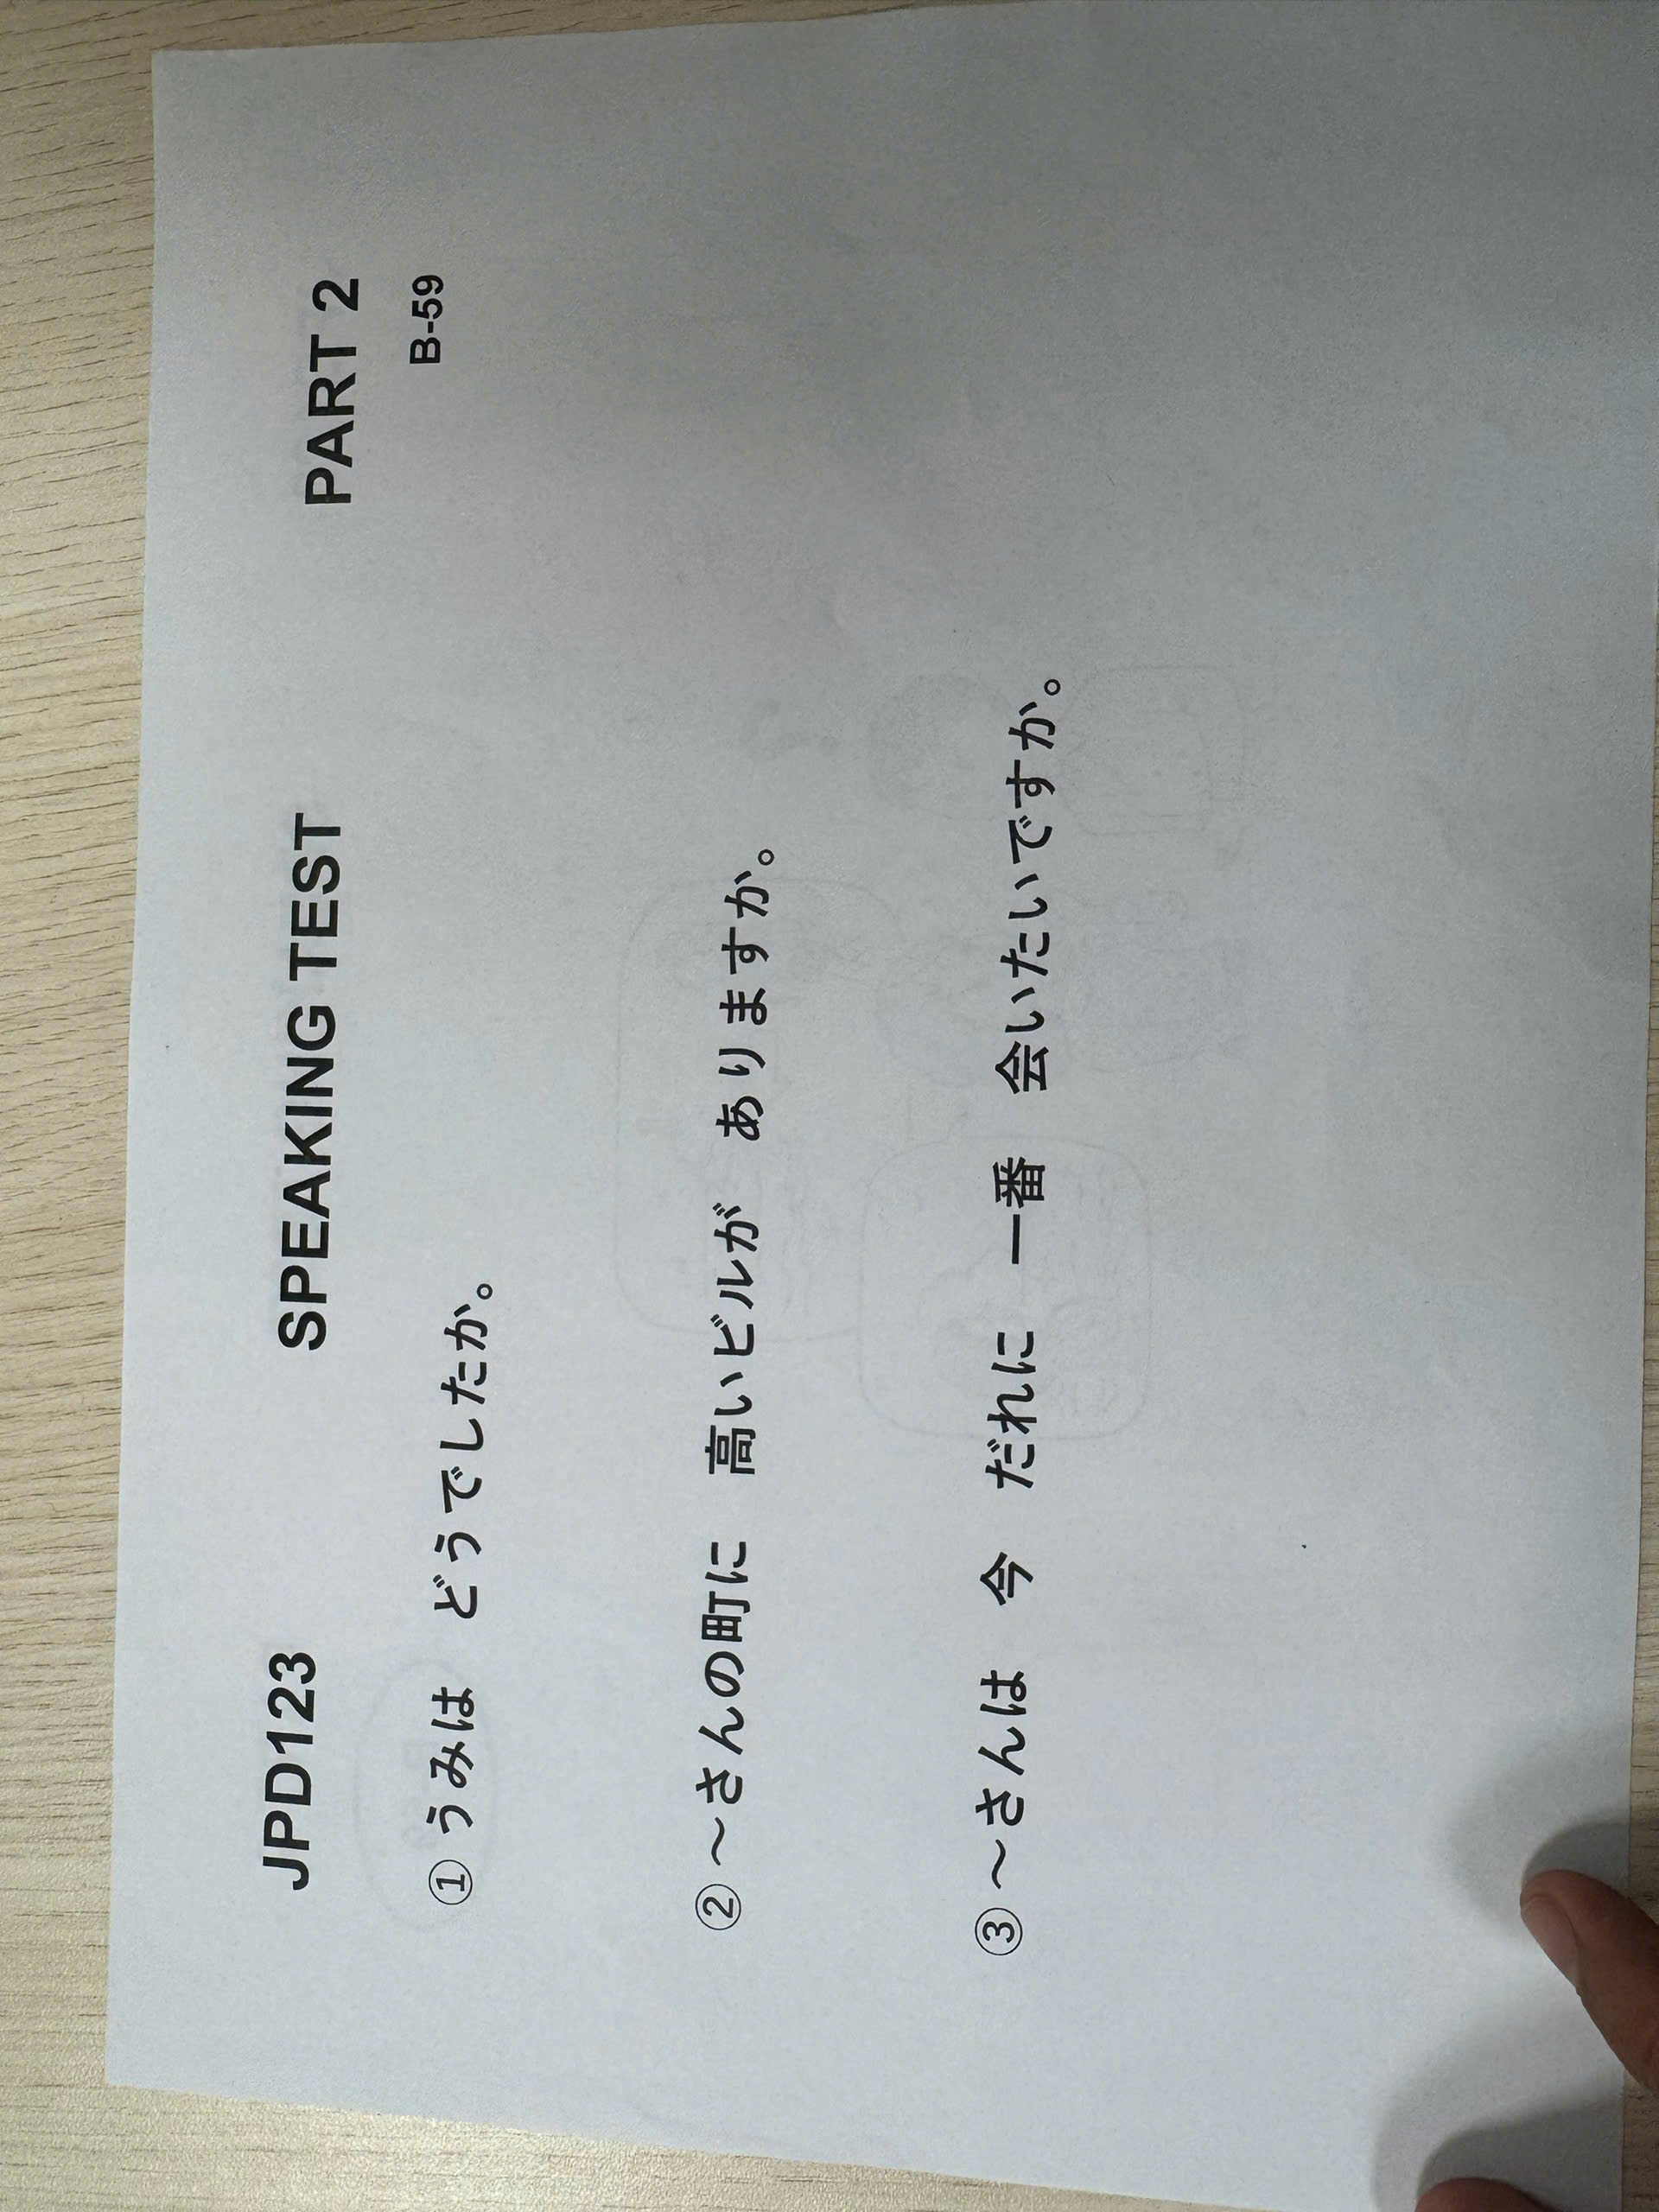 JPD123 SPEAKING TEST PART 2
B-59
① うみは どうでしたか。
② ～さんの町に 高いビルが ありますか。
③ ～さんは 今 だれに 一番 会いたいですか。